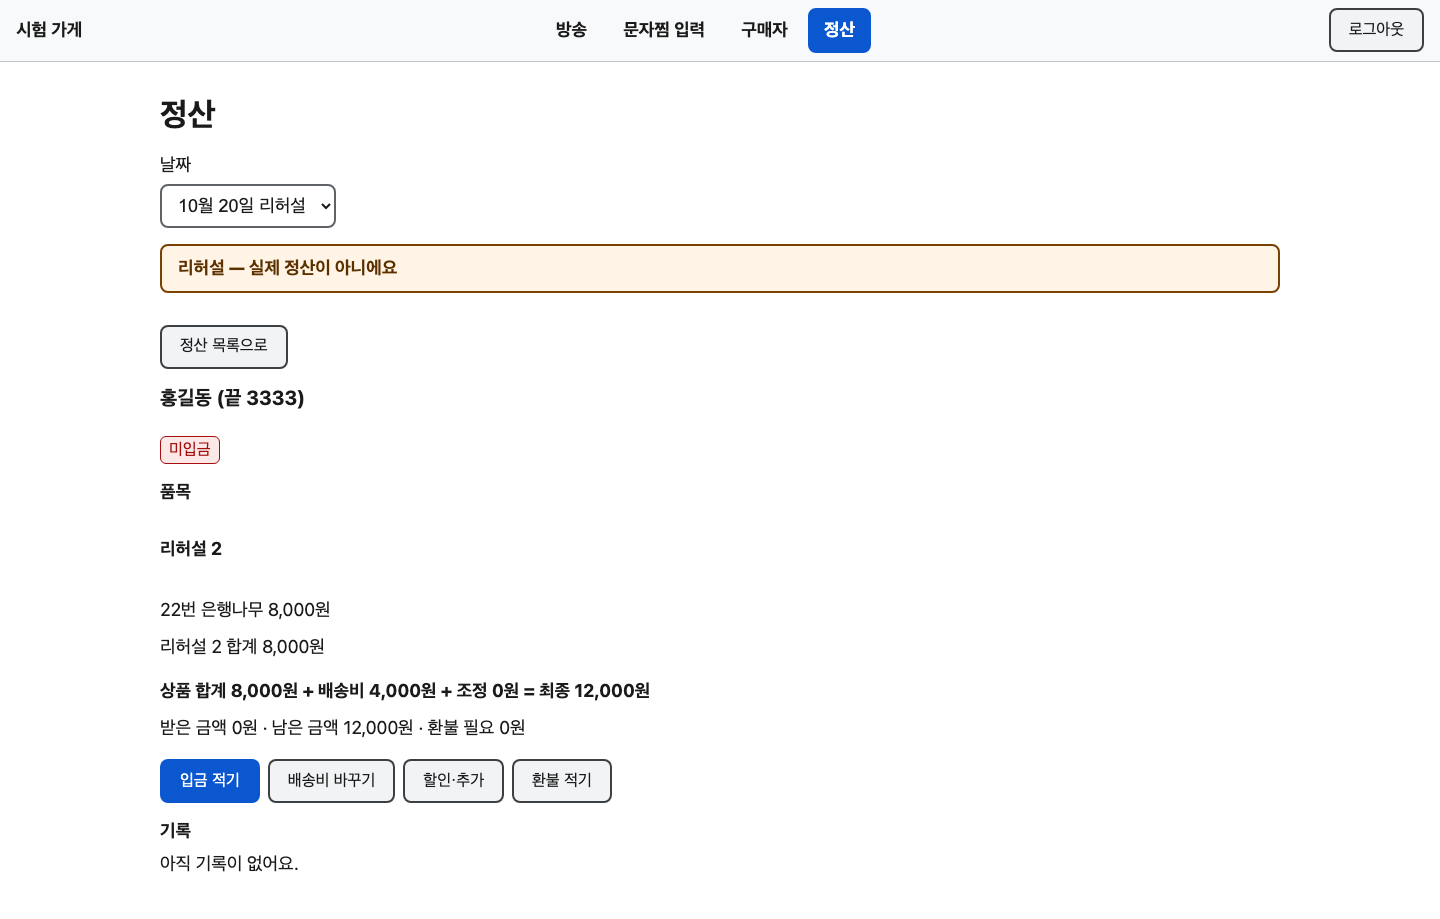 시험 가게
방송 문자찜 입력 구매자 정산
로그아웃
정산
날짜
10월 20일 리허설
리허설 — 실제 정산이 아니에요
정산 목록으로
홍길동 (끝 3333)
미입금
품목
리허설 2
22번 은행나무 8,000원
리허설 2 합계 8,000원
상품 합계 8,000원 + 배송비 4,000원 + 조정 0원 = 최종 12,000원
받은 금액 0원 · 남은 금액 12,000원 · 환불 필요 0원
입금 적기 배송비 바꾸기 할인·추가 환불 적기
기록
아직 기록이 없어요.